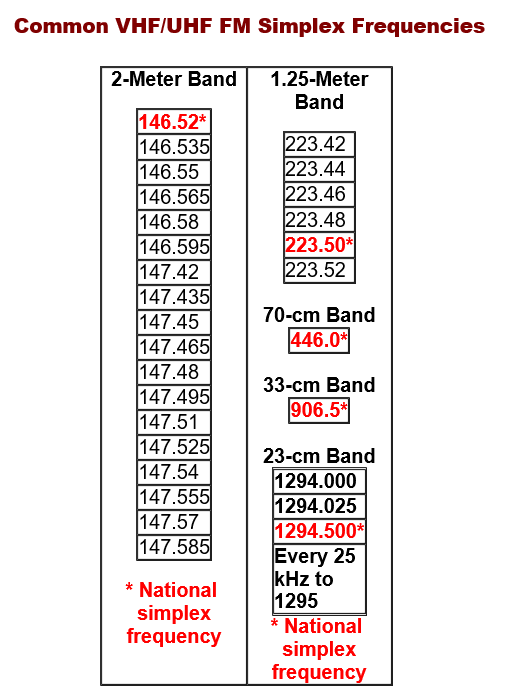 Common VHF/UHF FM Simplex Frequencies
2-Meter Band
146.52*
146.535
146.55
146.565
146.58
146.595
147.42
147.435
147.45
147.465
147.48
147.495
147.51
147.525
147.54
147.555
147.57
147.585
* National
simplex
frequency
1.25-Meter
Band
223.42
223.44
223.46
223.48
223.50*
223.52
70-cm Band
446.0*
33-cm Band
906.5*
23-cm Band
1294.000
1294.025
1294.500*
Every 25
kHz to
1295
* National
simplex
frequency